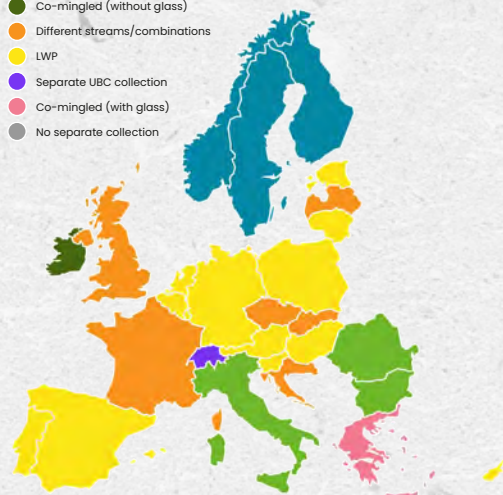 Co-mingled (without glass)
Different streams/combinations
LWP
Separate UBC collection
Co-mingled (with glass)
No separate collection